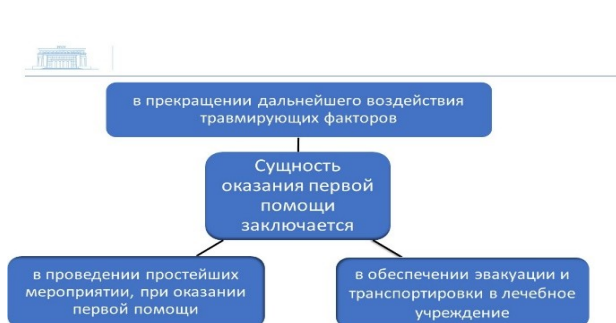 в прекращении дальнейшего воздействия
травмирующих факторов
Сущность
оказания первой
помощи
заключается
в проведении простейших
мероприятии, при оказании
первой помощи
в обеспечении эвакуации и
транспортировки в лечебное
учреждение